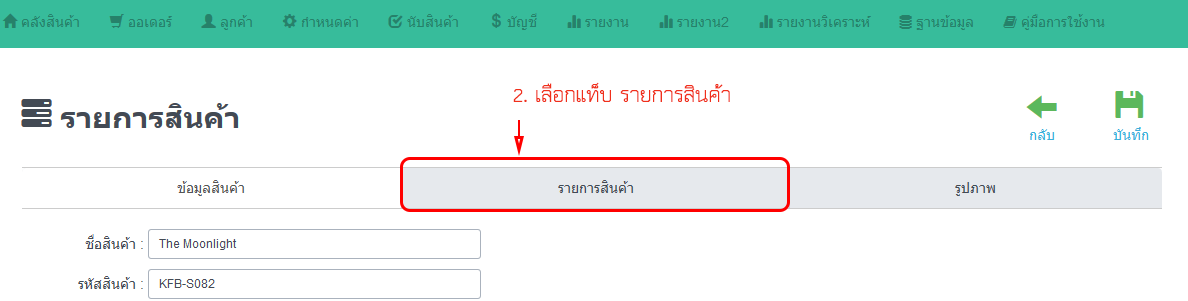 คลังสินค้า ออเดอร์ ลูกค้า กำหนดค่า นับสินค้า $ บัญชี รายงาน รายงาน2 รายงานวิเคราะห์ ฐานข้อมูล คู่มือการใช้งาน
2. เลือกแท็บ รายการสินค้า
รายการสินค้า
กลับ บันทึก
ข้อมูลสินค้า รายการสินค้า รูปภาพ
ชื่อสินค้า : The Moonlight
รหัสสินค้า : KFB-S082